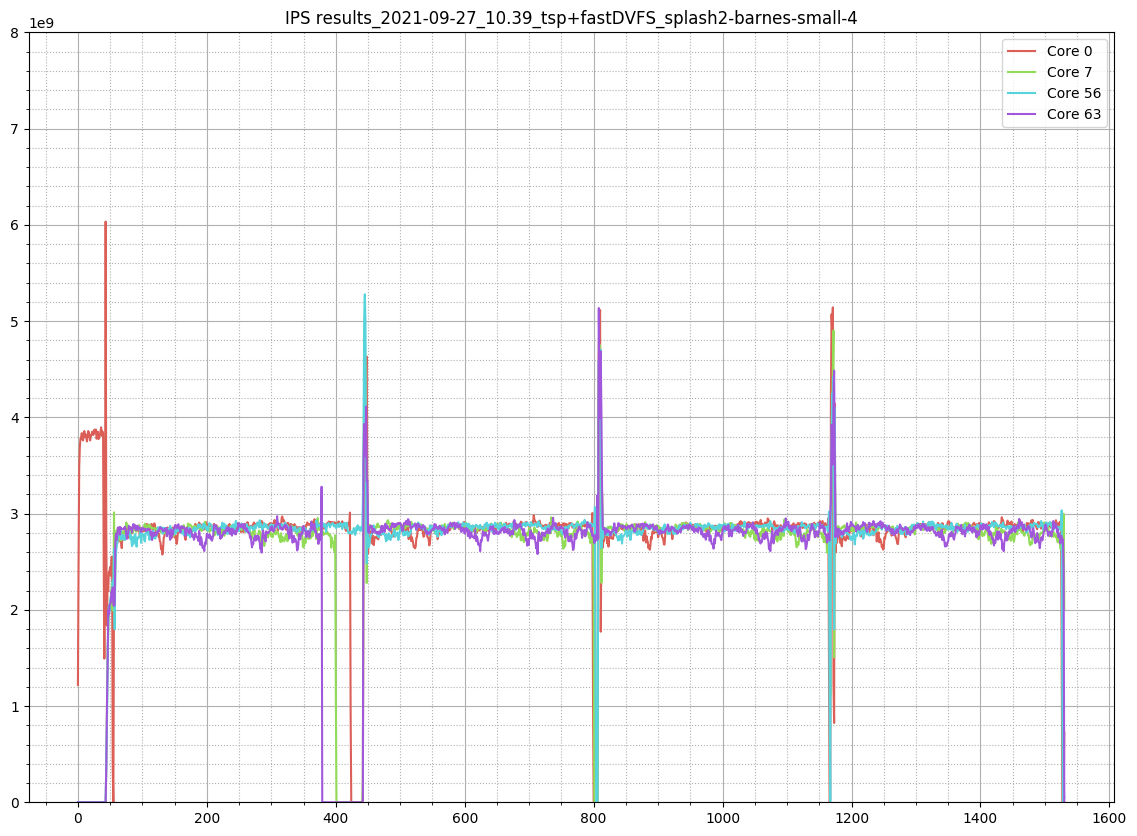 IPS results_2021-09-27_10.39_tsp+fastDVFS_splash2-barnes-small-4
1e9
8
7
6
5
4
3
2
1
0
0 200 400 600 800 1000 1200 1400 1600
Core 0
Core 7
Core 56
Core 63